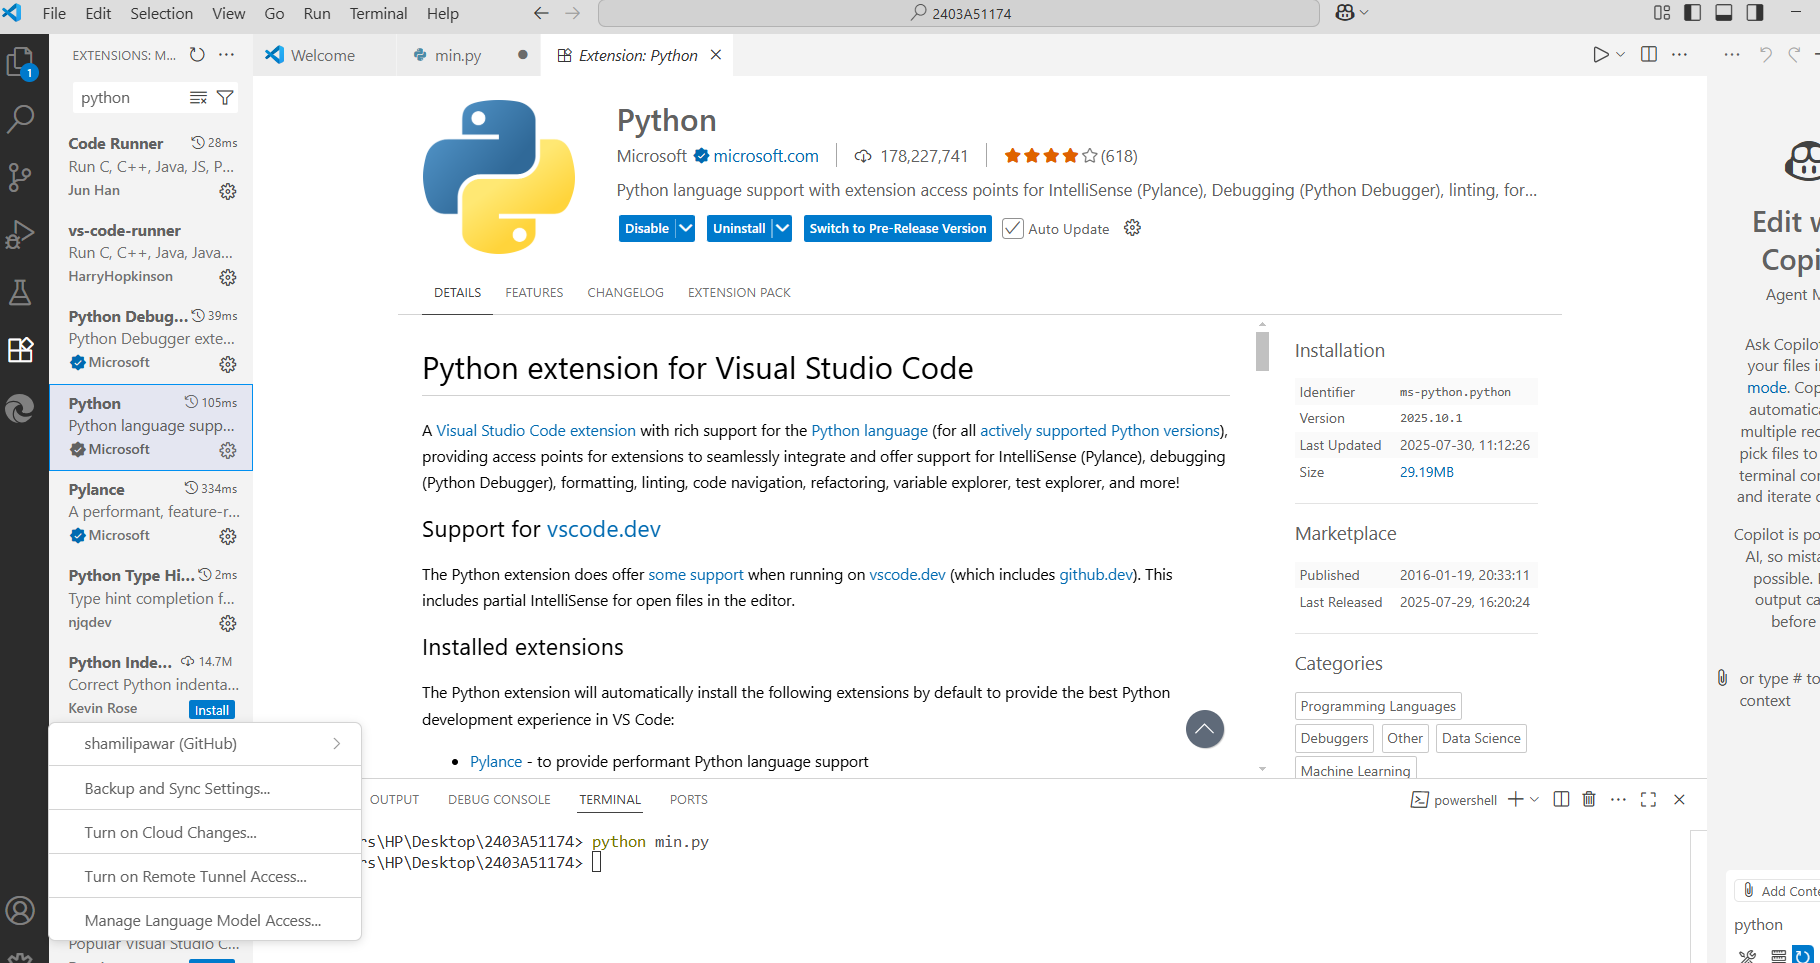 File Edit Selection View Go Run Terminal Help
2403A51174
EXTENSIONS: M...
Welcome
min.py
Extension: Python
1
python
Code Runner 28ms
Run C, C++, Java, JS, P...
Jun Han
vs-code-runner
Run C, C++, Java, Java...
HarryHopkinson
Python Debug... 39ms
Python Debugger exte...
Microsoft
Python 105ms
Python language supp...
Microsoft
Pylance 334ms
A performant, feature-r...
Microsoft
Python Type Hi... 2ms
Type hint completion f...
njqdev
Python Inde... 14.7M
Correct Python indenta...
Kevin Rose Install
shamilipawar (GitHub)
Backup and Sync Settings...
Turn on Cloud Changes...
Turn on Remote Tunnel Access...
Manage Language Model Access...
Popular Visual Studio C...
Python
Microsoft microsoft.com 178,227,741 (618)
Python language support with extension access points for IntelliSense (Pylance), Debugging (Python Debugger), linting, for...
Disable Uninstall Switch to Pre-Release Version Auto Update
DETAILS FEATURES CHANGELOG EXTENSION PACK
Python extension for Visual Studio Code
A Visual Studio Code extension with rich support for the Python language (for all actively supported Python versions),
providing access points for extensions to seamlessly integrate and offer support for IntelliSense (Pylance), debugging
(Python Debugger), formatting, linting, code navigation, refactoring, variable explorer, test explorer, and more!
Support for vscode.dev
The Python extension does offer some support when running on vscode.dev (which includes github.dev). This
includes partial IntelliSense for open files in the editor.
Installed extensions
The Python extension will automatically install the following extensions by default to provide the best Python
development experience in VS Code:
• Pylance - to provide performant Python language support
Installation
Identifier ms-python.python
Version 2025.10.1
Last Updated 2025-07-30, 11:12:26
Size 29.19MB
Marketplace
Published 2016-01-19, 20:33:11
Last Released 2025-07-29, 16:20:24
Categories
Programming Languages
Debuggers Other Data Science
Machine Learning
OUTPUT DEBUG CONSOLE TERMINAL PORTS
powershell
rs\HP\Desktop\2403A51174> python min.py
rs\HP\Desktop\2403A51174>
Edit w
Copi
Agent M
Ask Copilot
your files i
mode. Cop
automatica
multiple rec
pick files to
terminal cor
and iterate c
Copilot is po
AI, so mista
possible.
output ca
before
or type # to
context
Add Conte
python